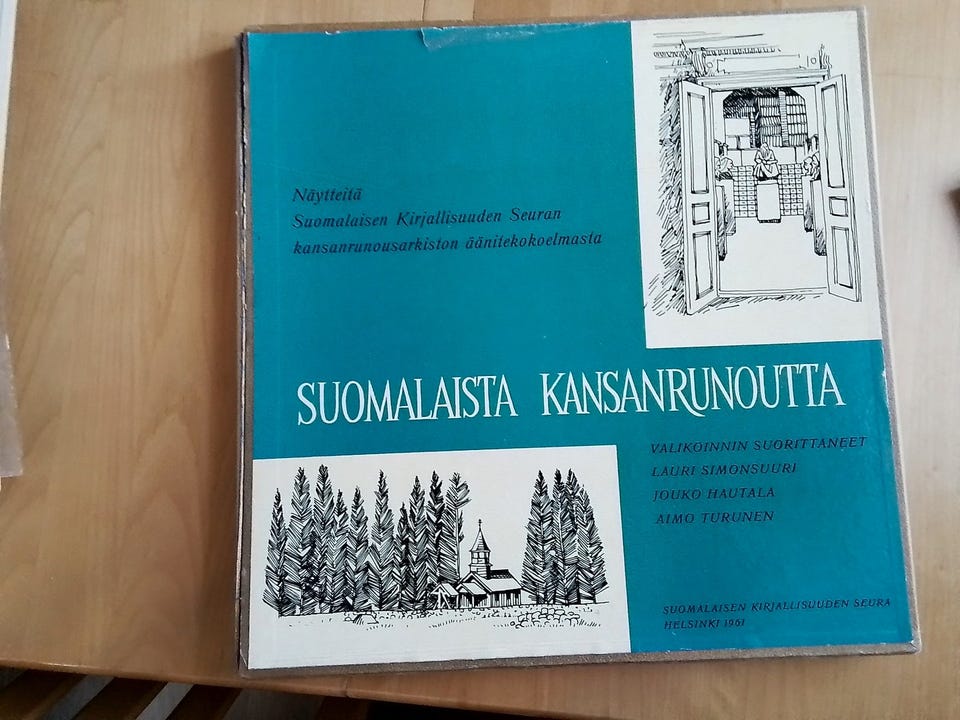 Näytteitä
Suomalaisen Kirjallisuuden Seuran
kansanrunousarkiston äänitekokoelmasta
SUOMALAISTA KANSANRUNOUTTA
VALIKOINNIN SUORITTANEET
LAURI SIMONSUURI
JOUKO HAUTALA
AIMO TURUNEN
SUOMALAISEN KIRJALLISUUDEN SEURA
HELSINKI 1961